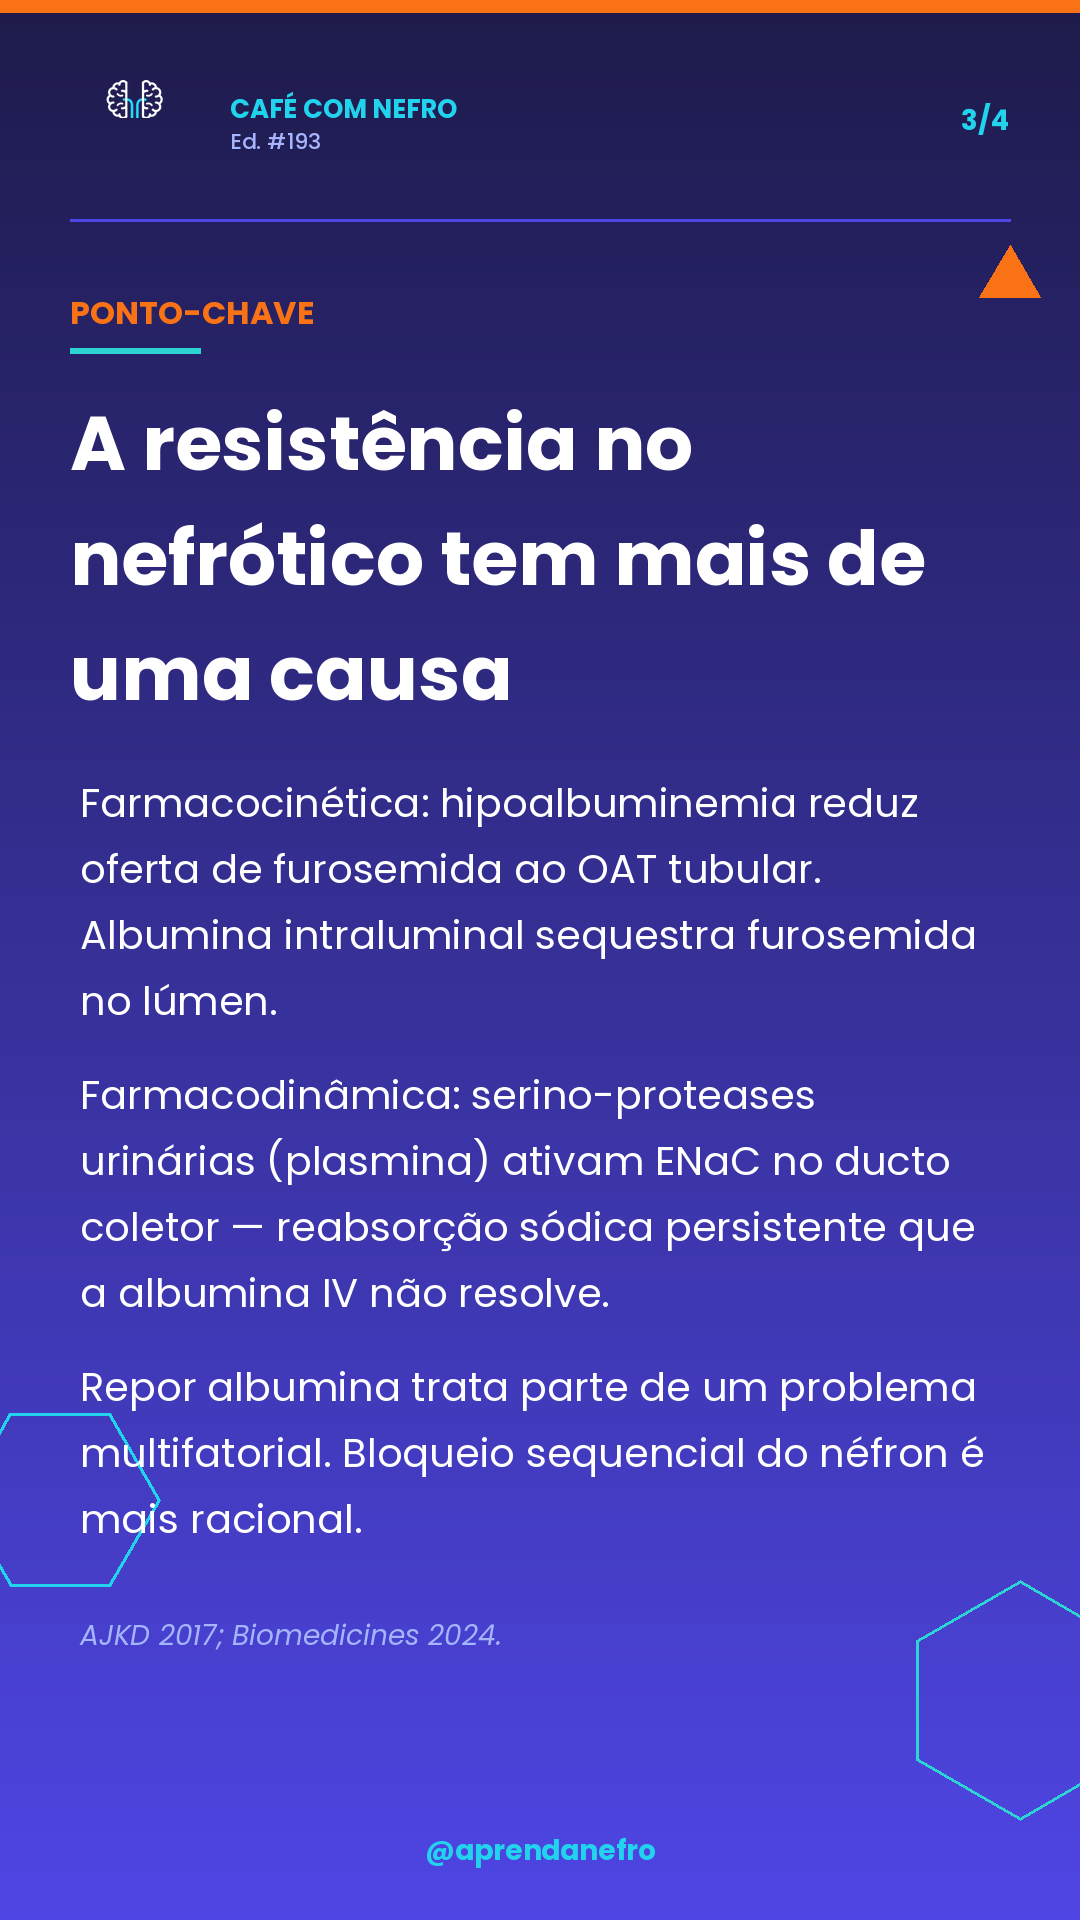 CAFÉ COM NEFRO
Ed. #193
3/4
PONTO-CHAVE
A resistência no
nefrótico tem mais de
uma causa
Farmacocinética: hipoalbuminemia reduz
oferta de furosemida ao OAT tubular.
Albumina intraluminal sequestra furosemida
no lúmen.
Farmacodinâmica: serino-proteases
urinárias (plasmina) ativam ENaC no ducto
coletor — reabsorção sódica persistente que
a albumina IV não resolve.
Repor albumina trata parte de um problema
multifatorial. Bloqueio sequencial do néfron é
mais racional.
AJKD 2017; Biomedicines 2024.
@aprendanefro